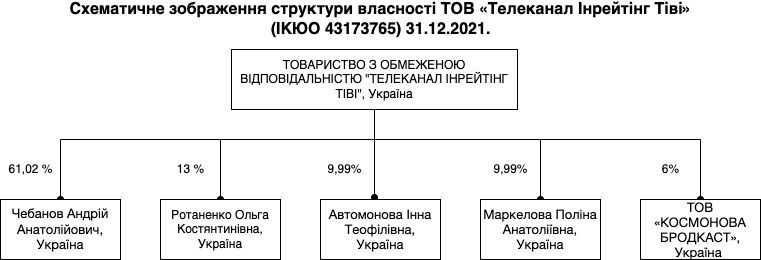 Схематичне зображення структури власності ТОВ «Телеканал Інрейтінг Тіві»
(ІКЮО 43173765) 31.12.2021.
ТОВАРИСТВО З ОБМЕЖЕНОЮ
ВІДПОВІДАЛЬНІСТЮ "ТЕЛЕКАНАЛ ІНРЕЙТІНГ
ТІВІ", Україна
61,02 %
13 %
9,99%
9,99%
6%
Чебанов Андрій
Анатолійович,
Україна
Ротаненко Ольга
Костянтинівна,
Україна
Автомонова Інна
Теофілівна,
Україна
Маркелова Поліна
Анатоліївна,
Україна
ТОВ
«КОСМОНОВА
БРОДКАСТ»,
Україна